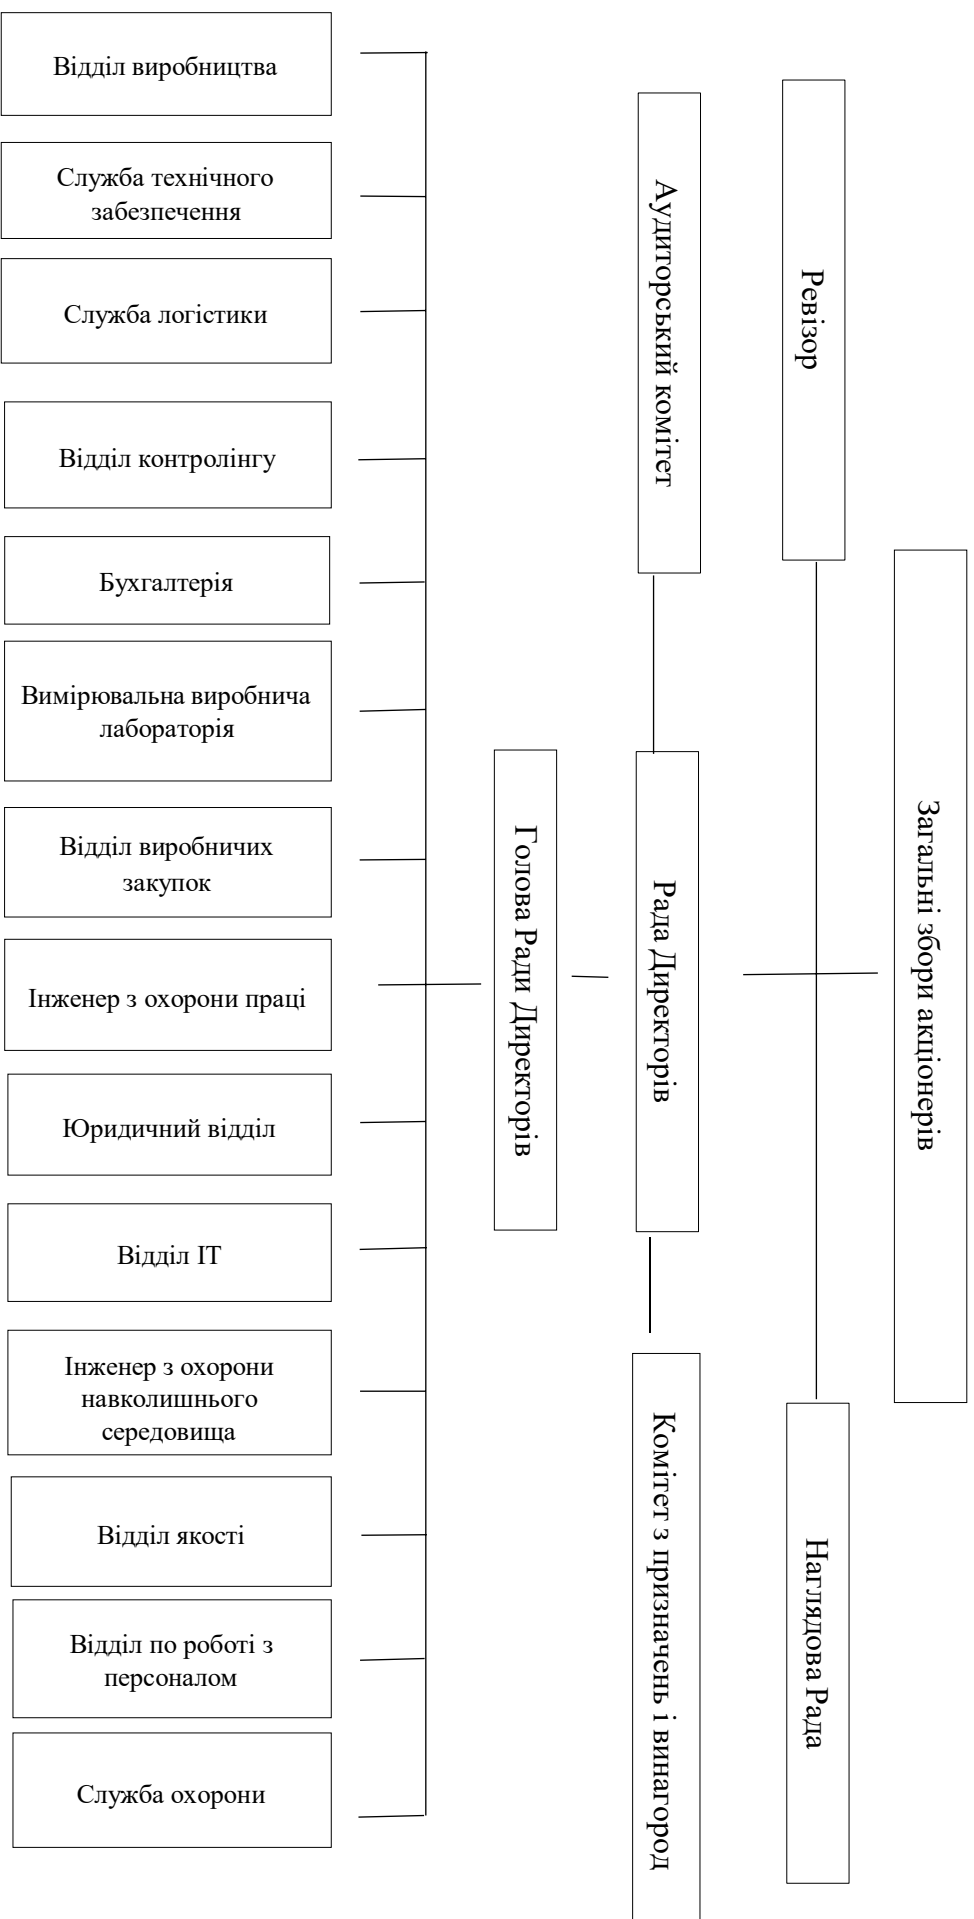 Відділ виробництва
Служба технічного
забезпечення
Служба логістики
Відділ контролінгу
Бухгалтерія
Вимірювальна виробнича
лабораторія
Відділ виробничих
закупок
Інженер з охорони праці
Юридичний відділ
Відділ ІТ
Інженер з охорони
навколишнього
середовища
Відділ якості
Відділ по роботі з
персоналом
Служба охорони
Голова Ради Директорів
Аудиторський комітет
Рада Директорів
Комітет з призначень і винагород
Ревізор
Наглядова Рада
Загальні збори акціонерів